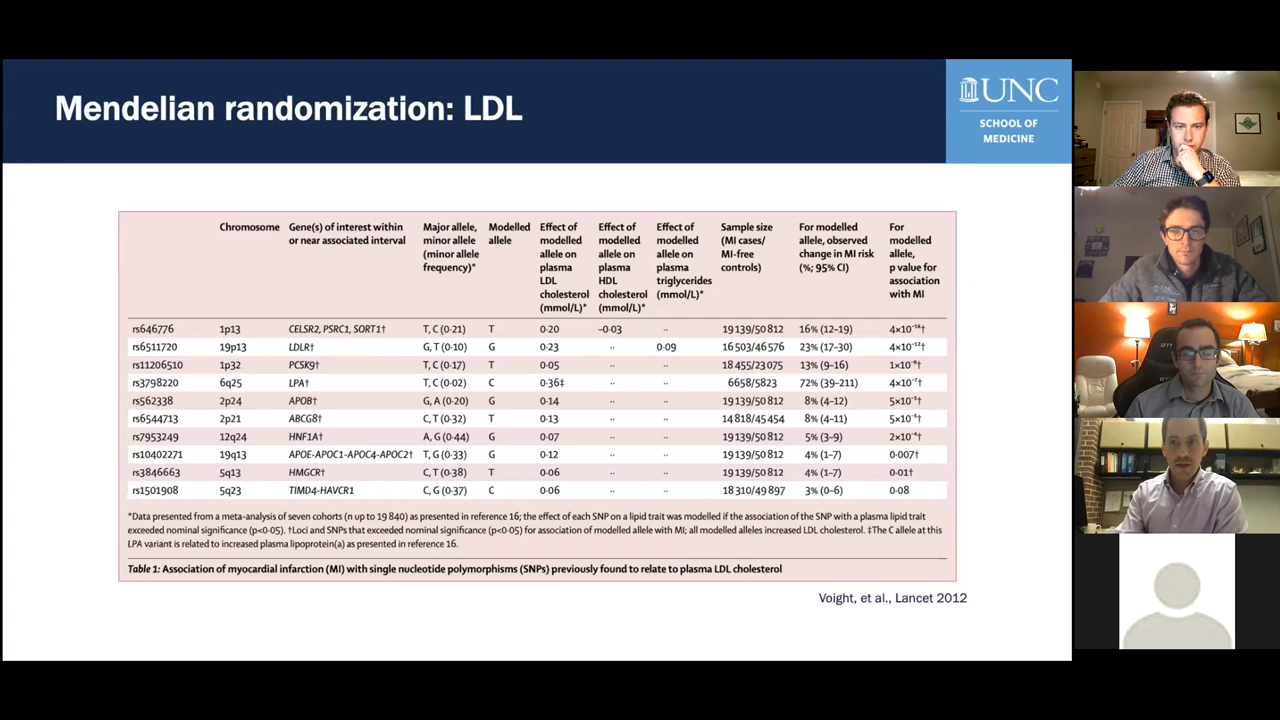 Mendelian randomization: LDL
UNC
SCHOOL OF
MEDICINE
Chromosome Gene(s) of interest within or near associated interval Major allele, minor allele (minor allele frequency)* Modelled allele Effect of modelled allele on plasma LDL cholesterol (mmol/L)* Effect of modelled allele on plasma HDL cholesterol (mmol/L)* Effect of modelled allele on plasma triglycerides (mmol/L)* Sample size (MI cases/ MI-free controls) For modelled allele, observed change in MI risk (%; 95% CI) For modelled allele, p value for association with MI
rs646776 1p13 CELSR2, PSRC1, SORT1† T, C (0·21) T 0·20 –0·03 ·· 19 139/50 812 16% (12–19) 4×10⁻¹⁶†
rs6511720 19p13 LDLR† G, T (0·10) G 0·23 ·· 0·09 16 503/46 576 23% (17–30) 4×10⁻¹²†
rs11206510 1p32 PCSK9† T, C (0·17) T 0·05 ·· ·· 18 455/23 075 13% (9–16) 1×10⁻⁹†
rs3798220 6q25 LPA† T, C (0·02) C 0·36‡ ·· ·· 6658/5823 72% (39–211) 4×10⁻⁷†
rs562338 2p24 APOB† G, A (0·20) G 0·14 ·· ·· 19 139/50 812 8% (4–12) 5×10⁻⁵†
rs6544713 2p21 ABCG8† C, T (0·32) T 0·13 ·· ·· 14 818/45 454 8% (4–11) 5×10⁻⁵†
rs7953249 12q24 HNF1A† A, G (0·44) G 0·07 ·· ·· 19 139/50 812 5% (3–9) 2×10⁻⁴†
rs10402271 19q13 APOE-APOC1-APOC4-APOC2† T, G (0·33) G 0·12 ·· ·· 19 139/50 812 4% (1–7) 0·007†
rs3846663 5q13 HMGCR† C, T (0·38) T 0·06 ·· ·· 19 139/50 812 4% (1–7) 0·01†
rs1501908 5q23 TIMD4-HAVCR1 C, G (0·37) C 0·06 ·· ·· 18 310/49 897 3% (0–6) 0·08
*Data presented from a meta-analysis of seven cohorts (n up to 19 840) as presented in reference 16; the effect of each SNP on a lipid trait was modelled if the association of the SNP with a plasma lipid trait
exceeded nominal significance (p<0·05). †Loci and SNPs that exceeded nominal significance (p<0·05) for association of modelled allele with MI; all modelled alleles increased LDL cholesterol. ‡The C allele at this
LPA variant is related to increased plasma lipoprotein(a) as presented in reference 16.
Table 1: Association of myocardial infarction (MI) with single nucleotide polymorphisms (SNPs) previously found to relate to plasma LDL cholesterol
Voight, et al., Lancet 2012